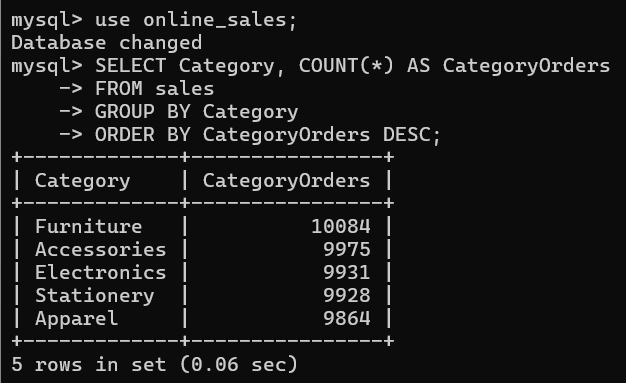 mysql> use online_sales;
Database changed
mysql> SELECT Category, COUNT(*) AS CategoryOrders
    -> FROM sales
    -> GROUP BY Category
    -> ORDER BY CategoryOrders DESC;
+-------------+----------------+
| Category    | CategoryOrders |
+-------------+----------------+
| Furniture   |          10084 |
| Accessories |           9975 |
| Electronics |           9931 |
| Stationery  |           9928 |
| Apparel     |           9864 |
+-------------+----------------+
5 rows in set (0.06 sec)